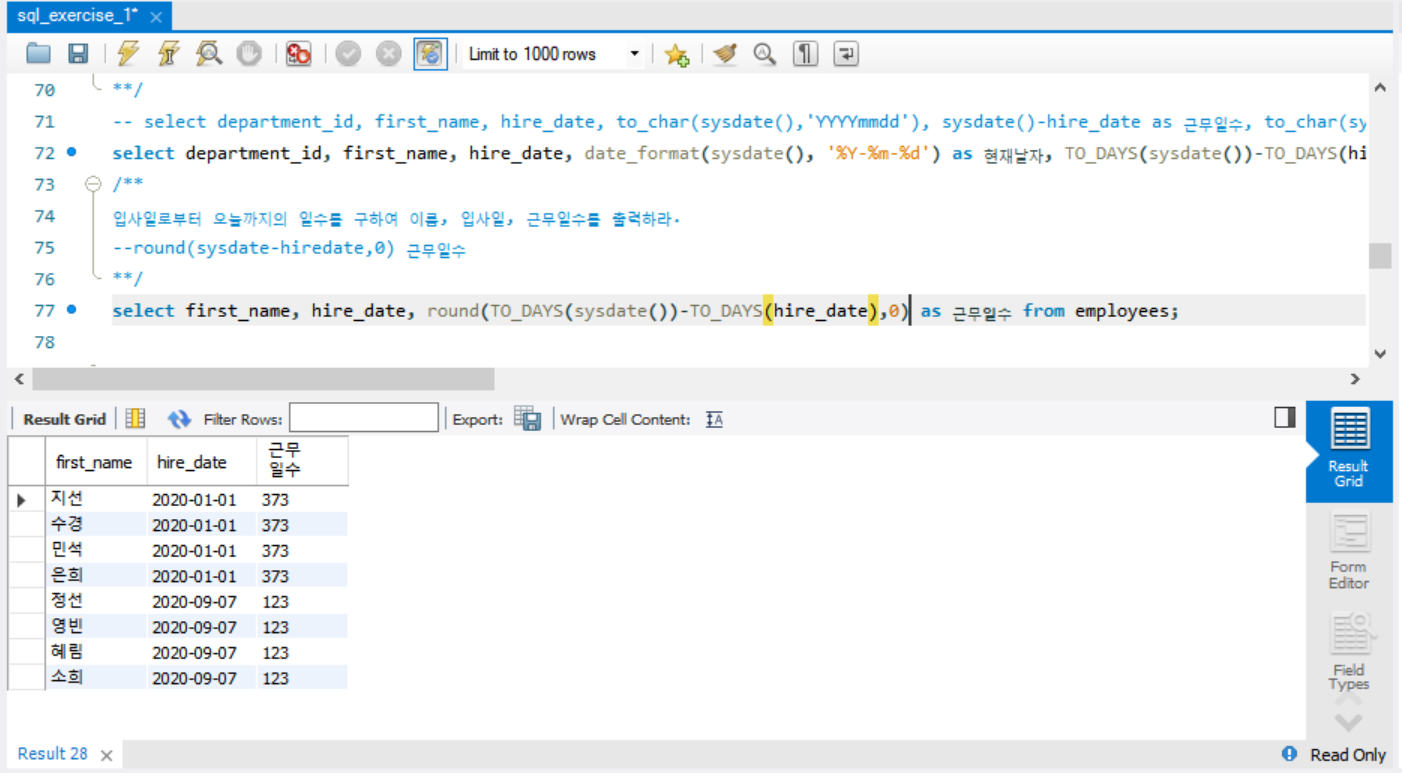 sql_exercise_1*
Limit to 1000 rows
70 **/
71 -- select department_id, first_name, hire_date, to_char(sysdate(),'YYYYmmdd'), sysdate()-hire_date as 근무일수, to_char(sy
72 select department_id, first_name, hire_date, date_format(sysdate(), '%Y-%m-%d') as 현재날자, TO_DAYS(sysdate())-TO_DAYS(hi
73 /**
74 입사일로부터 오늘까지의 일수를 구하여 이름, 입사일, 근무일수를 출력하라.
75 --round(sysdate-hiredate,0) 근무일수
76 **/
77 select first_name, hire_date, round(TO_DAYS(sysdate())-TO_DAYS(hire_date),0) as 근무일수 from employees;
78
Result Grid Filter Rows: Export: Wrap Cell Content:
first_name hire_date 근무
일수
지선 2020-01-01 373
수경 2020-01-01 373
민석 2020-01-01 373
은희 2020-01-01 373
정선 2020-09-07 123
영빈 2020-09-07 123
혜림 2020-09-07 123
소희 2020-09-07 123
Result
Grid
Form
Editor
Field
Types
Result 28
Read Only